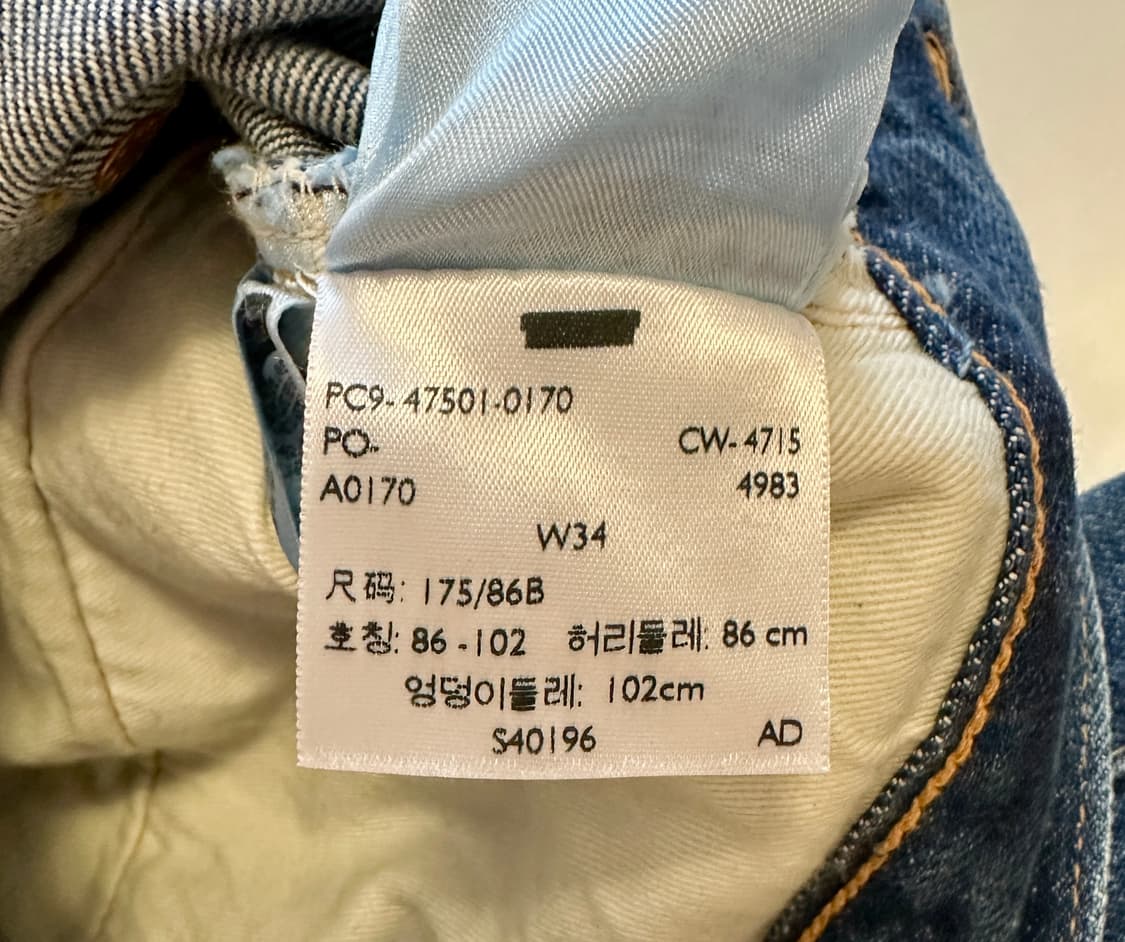 PC9-47501-0170
PO- CW-4715
A0170 4983
W34
尺码: 175/86B
호칭: 86-102 허리둘레: 86 cm
엉덩이둘레: 102cm
S40196 AD